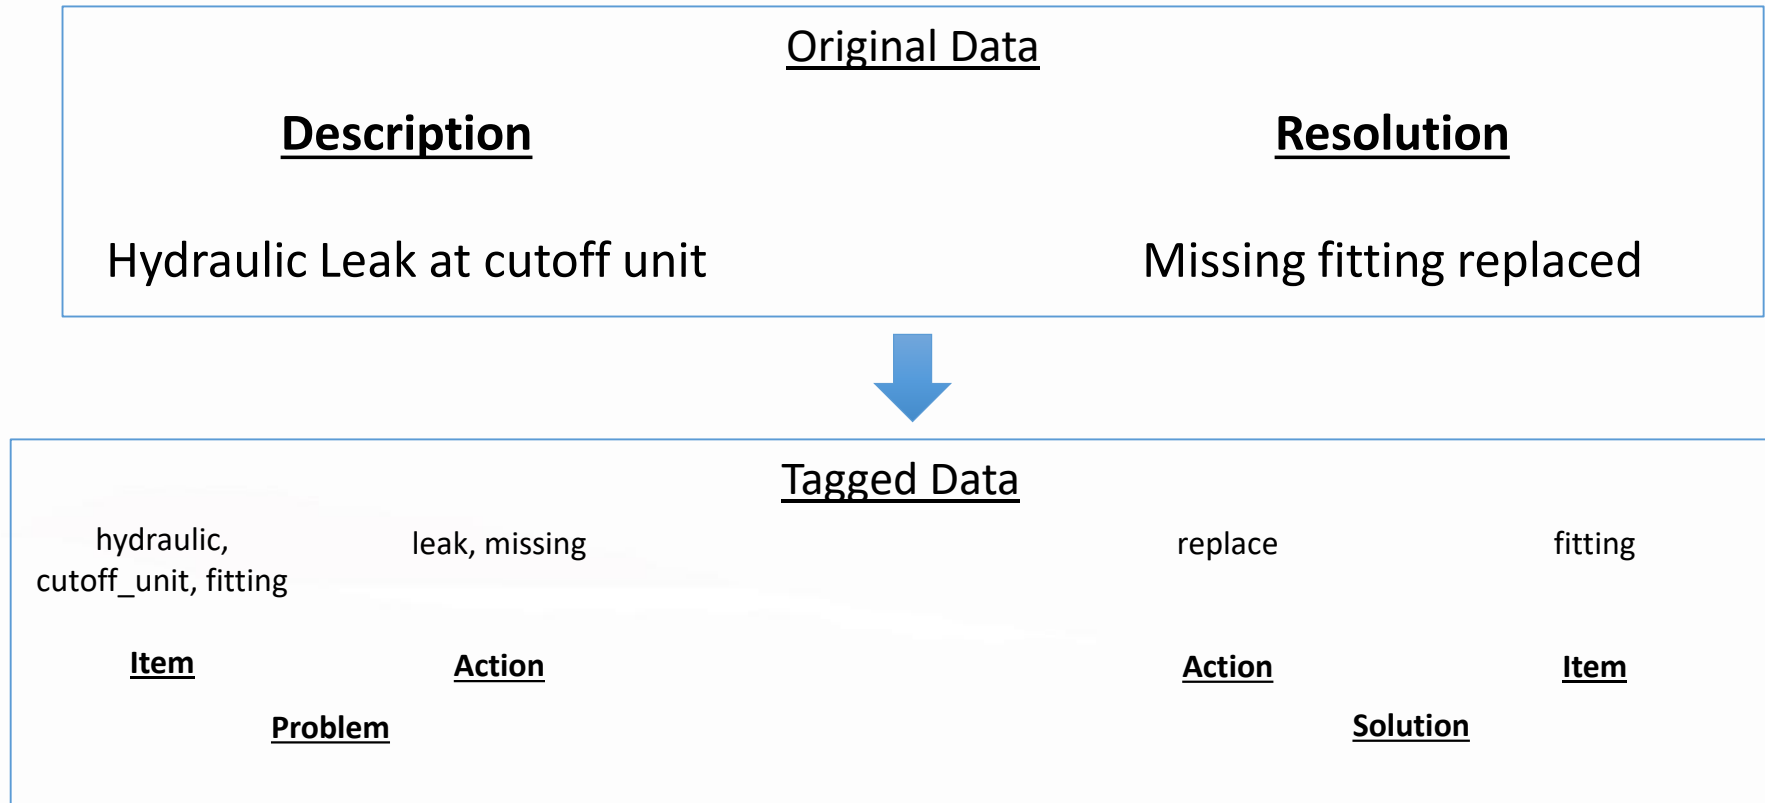 Original Data
Description
Resolution
Hydraulic Leak at cutoff unit
Missing fitting replaced
Tagged Data
hydraulic,
cutoff_unit, fitting
leak, missing
replace
fitting
Item
Action
Action
Item
Problem
Solution